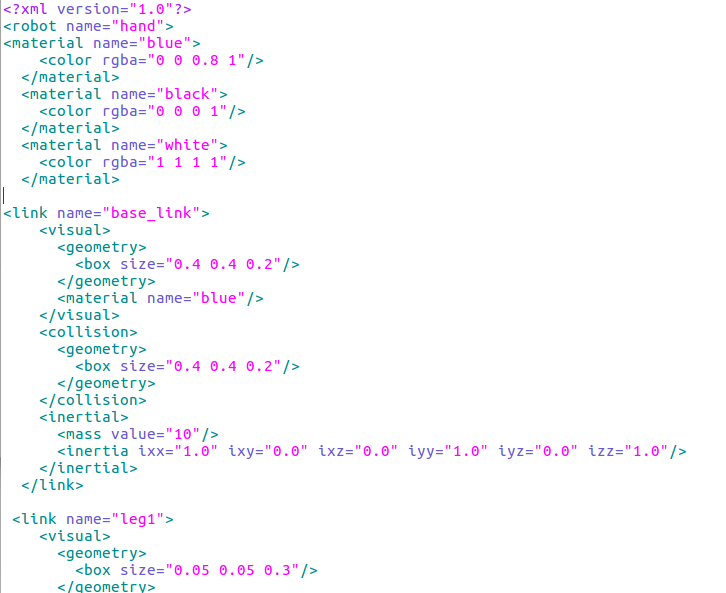 <?xml version="1.0"?>
<robot name="hand">
<material name="blue">
    <color rgba="0 0 0.8 1"/>
  </material>
  <material name="black">
    <color rgba="0 0 0 1"/>
  </material>
  <material name="white">
    <color rgba="1 1 1 1"/>
  </material>

<link name="base_link">
    <visual>
      <geometry>
        <box size="0.4 0.4 0.2"/>
      </geometry>
      <material name="blue"/>
    </visual>
    <collision>
      <geometry>
        <box size="0.4 0.4 0.2"/>
      </geometry>
    </collision>
    <inertial>
      <mass value="10"/>
      <inertia ixx="1.0" ixy="0.0" ixz="0.0" iyy="1.0" iyz="0.0" izz="1.0"/>
    </inertial>
  </link>

 <link name="leg1">
    <visual>
      <geometry>
        <box size="0.05 0.05 0.3"/>
      </geometry>